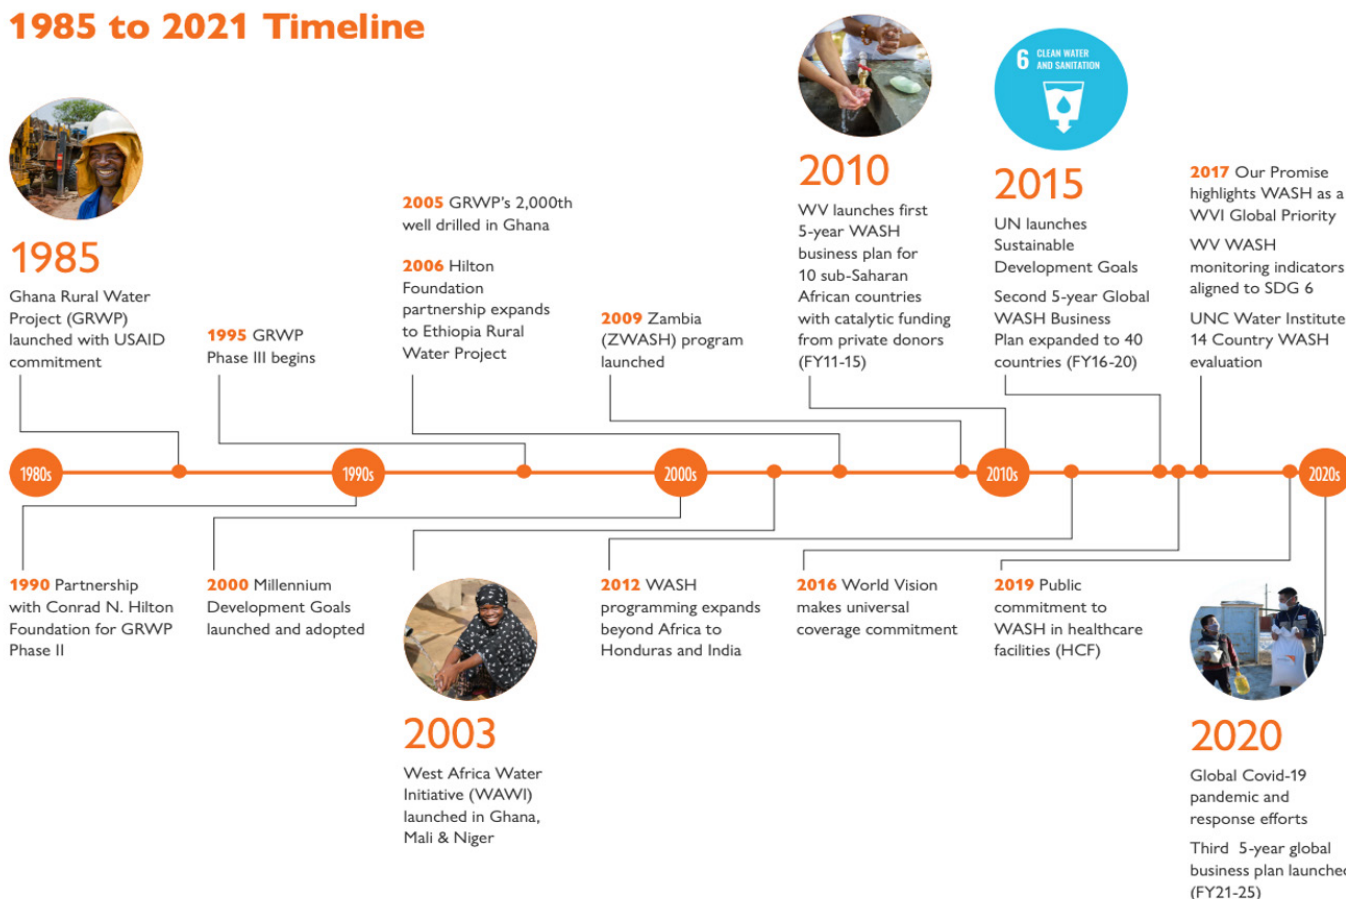 1985 to 2021 Timeline
1985
Ghana Rural Water
Project (GRWP)
launched with USAID
commitment
1995 GRWP
Phase III begins
2005 GRWP's 2,000th
well drilled in Ghana
2006 Hilton
Foundation
partnership expands
to Ethiopia Rural
Water Project
2009 Zambia
(ZWASH) program
launched
2010
WV launches first
5-year WASH
business plan for
10 sub-Saharan
African countries
with catalytic funding
from private donors
(FY11-15)
6 CLEAN WATER
AND SANITATION
2015
UN launches
Sustainable
Development Goals
Second 5-year Global
WASH Business
Plan expanded to 40
countries (FY16-20)
2017 Our Promise
highlights WASH as a
WVI Global Priority
WV WASH
monitoring indicators
aligned to SDG 6
UNC Water Institute
14 Country WASH
evaluation
1980s
1990s
2000s
2010s
2020s
1990 Partnership
with Conrad N. Hilton
Foundation for GRWP
Phase II
2000 Millennium
Development Goals
launched and adopted
2003
West Africa Water
Initiative (WAWI)
launched in Ghana,
Mali & Niger
2012 WASH
programming expands
beyond Africa to
Honduras and India
2016 World Vision
makes universal
coverage commitment
2019 Public
commitment to
WASH in healthcare
facilities (HCF)
2020
Global Covid-19
pandemic and
response efforts
Third 5-year global
business plan launched
(FY21-25)